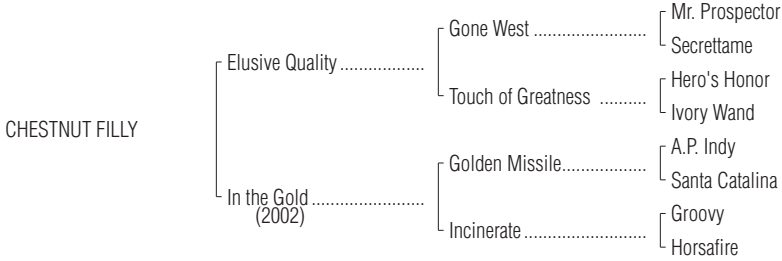 Mr. Prospector
Gone West ........................
Secrettame
Elusive Quality ..................
Hero's Honor
Touch of Greatness ..........
Ivory Wand
CHESTNUT FILLY
A.P. Indy
Golden Missile..................
Santa Catalina
In the Gold ........................
(2002)
Groovy
Incinerate ..........................
Horsafire